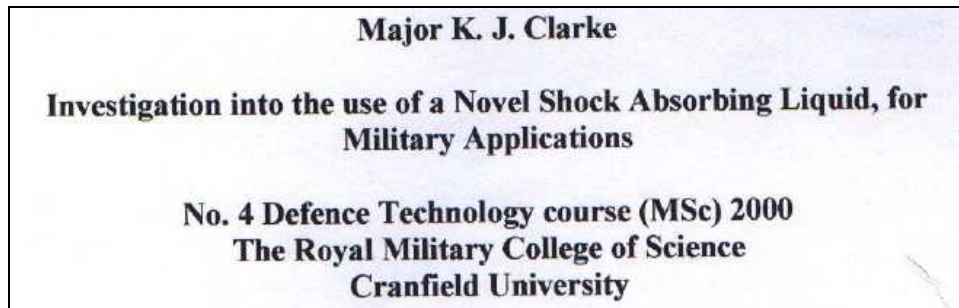 Major K. J. Clarke
Investigation into the use of a Novel Shock Absorbing Liquid, for
Military Applications
No. 4 Defence Technology course (MSc) 2000
The Royal Military College of Science
Cranfield University